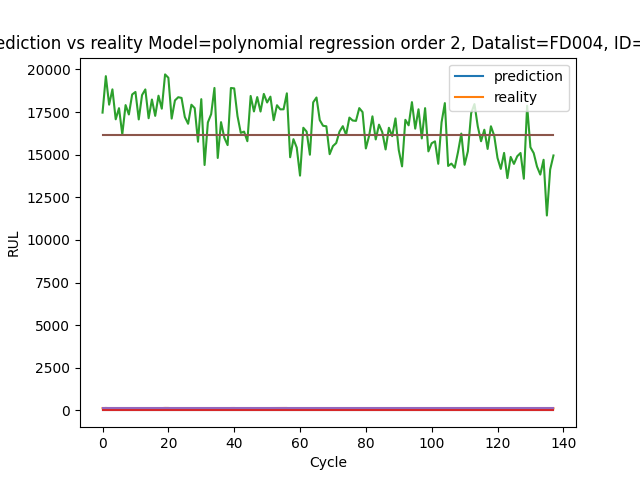 ediction vs reality Model=polynomial regression order 2, Datalist=FD004, ID=
prediction
reality
20000
17500
15000
12500
10000
7500
5000
2500
0
RUL
0 20 40 60 80 100 120 140
Cycle